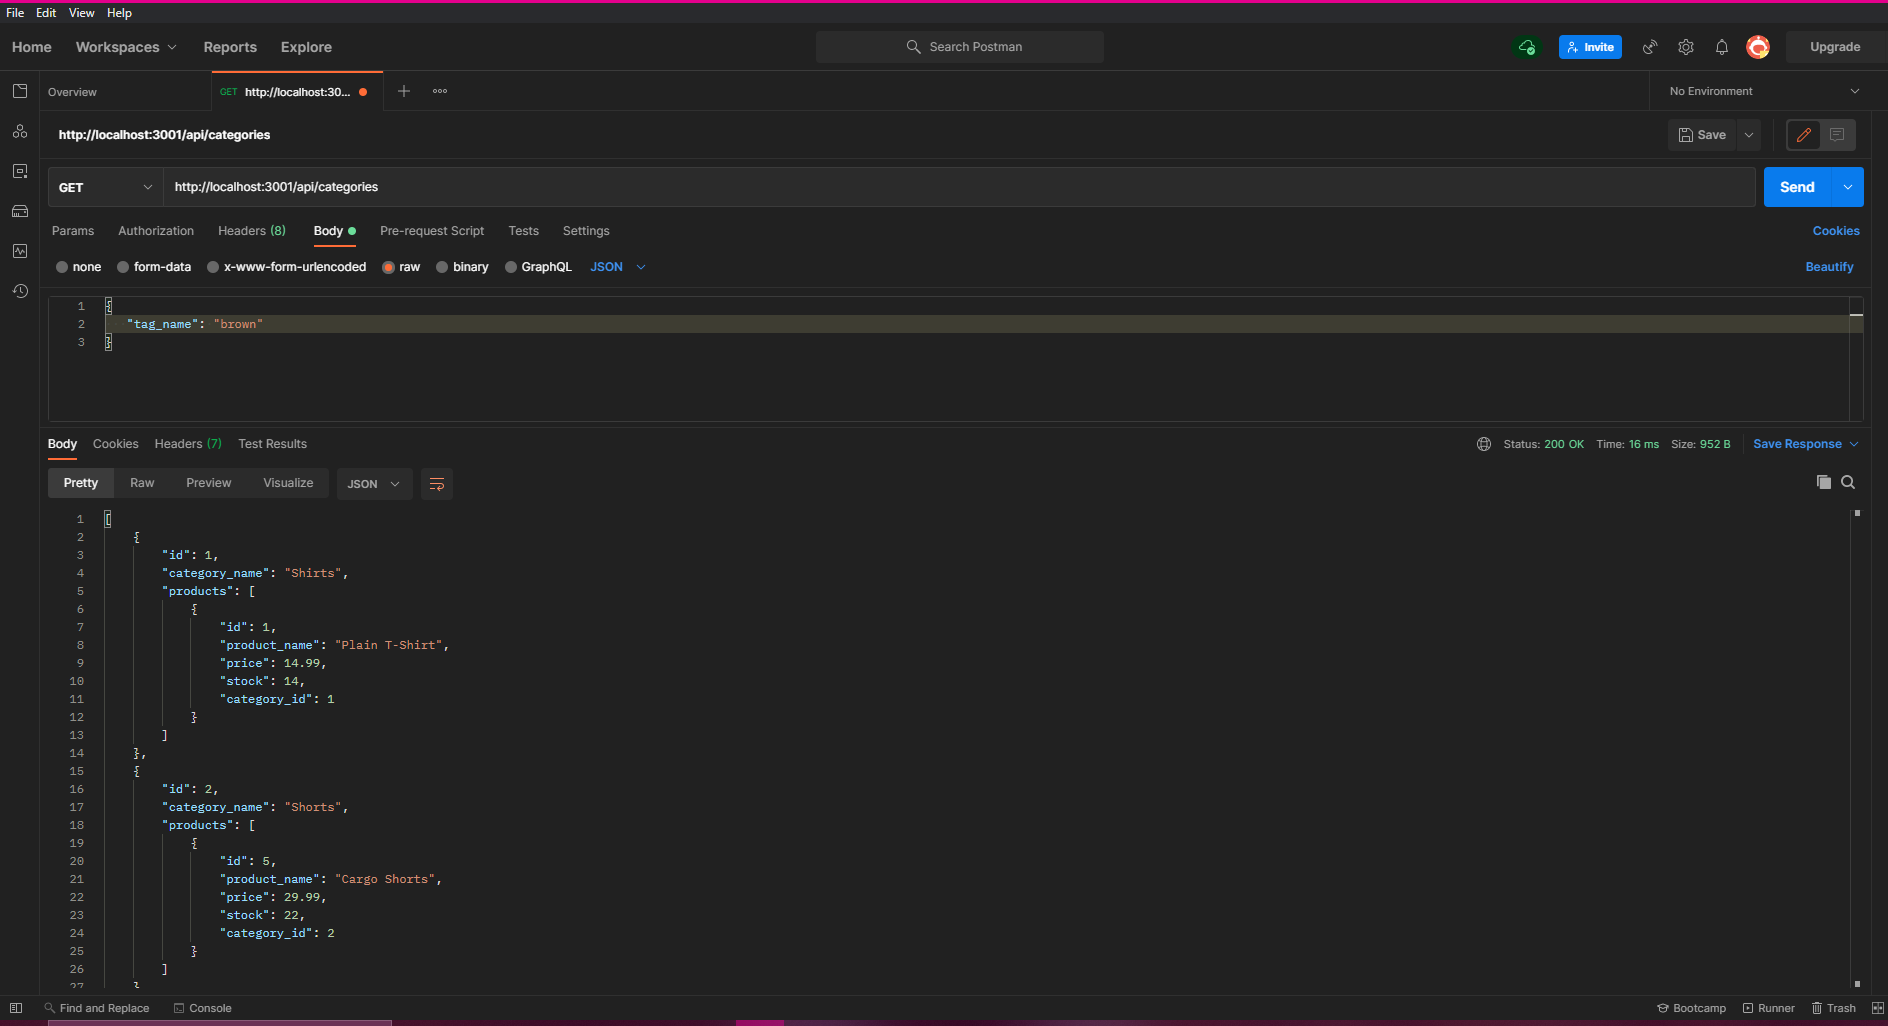 File Edit View Help
Home Workspaces Reports Explore Search Postman Invite Upgrade
Overview GET http://localhost:30... No Environment
http://localhost:3001/api/categories Save
GET http://localhost:3001/api/categories Send
Params Authorization Headers (8) Body Pre-request Script Tests Settings Cookies
none form-data x-www-form-urlencoded raw binary GraphQL JSON Beautify
1 {
2 "tag_name": "brown"
3 }
Body Cookies Headers (7) Test Results Status: 200 OK Time: 16 ms Size: 952 B Save Response
Pretty Raw Preview Visualize JSON
1 [
2 {
3 "id": 1,
4 "category_name": "Shirts",
5 "products": [
6 {
7 "id": 1,
8 "product_name": "Plain T-Shirt",
9 "price": 14.99,
10 "stock": 14,
11 "category_id": 1
12 }
13 ]
14 },
15 {
16 "id": 2,
17 "category_name": "Shorts",
18 "products": [
19 {
20 "id": 5,
21 "product_name": "Cargo Shorts",
22 "price": 29.99,
23 "stock": 22,
24 "category_id": 2
25 }
26 ]
27 }
Find and Replace Console Bootcamp Runner Trash